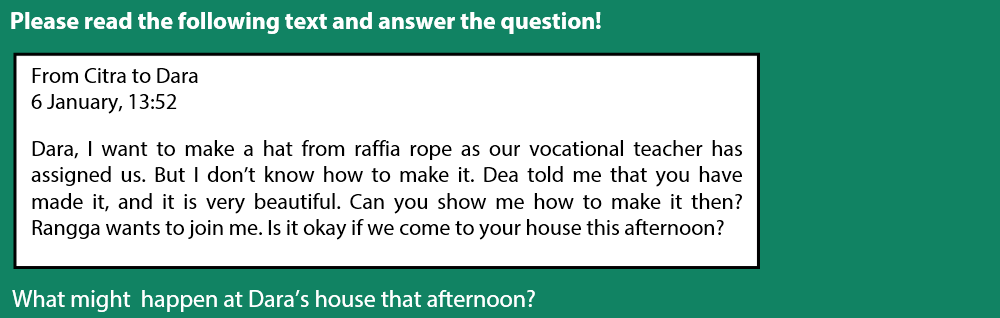 Please read the following text and answer the question!
From Citra to Dara
6 January, 13:52
Dara, I want to make a hat from raffia rope as our vocational teacher has
assigned us. But I don’t know how to make it. Dea told me that you have
made it, and it is very beautiful. Can you show me how to make it then?
Rangga wants to join me. Is it okay if we come to your house this afternoon?
What might  happen at Dara’s house that afternoon?